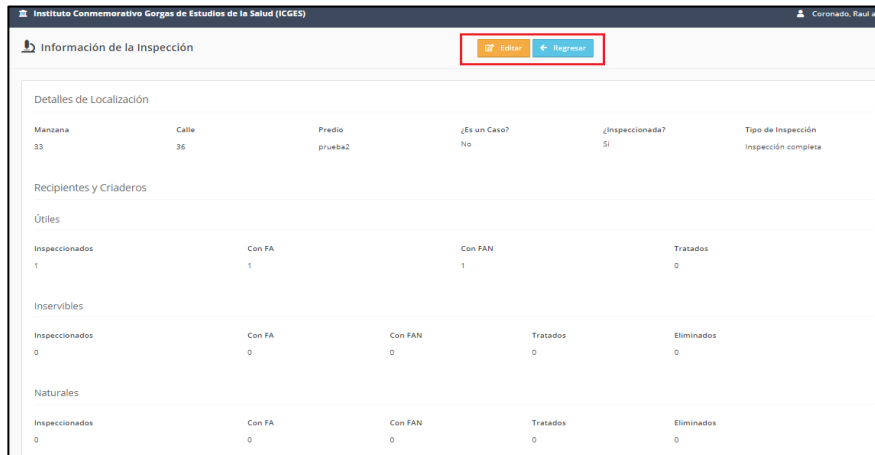 Instituto Conmemorativo Gorgas de Estudios de la Salud (ICGES) Coronado, Raul a
Información de la Inspección Editar Regresar
Detalles de Localización
Manzana Calle Predio ¿Es un Caso? ¿Inspeccionada? Tipo de Inspección
33 36 prueba2 No Si Inspección completa
Recipientes y Criaderos
Útiles
Inspeccionados Con FA Con FAN Tratados
1 1 1 0
Inservibles
Inspeccionados Con FA Con FAN Tratados Eliminados
0 0 0 0 0
Naturales
Inspeccionados Con FA Con FAN Tratados Eliminados
0 0 0 0 0